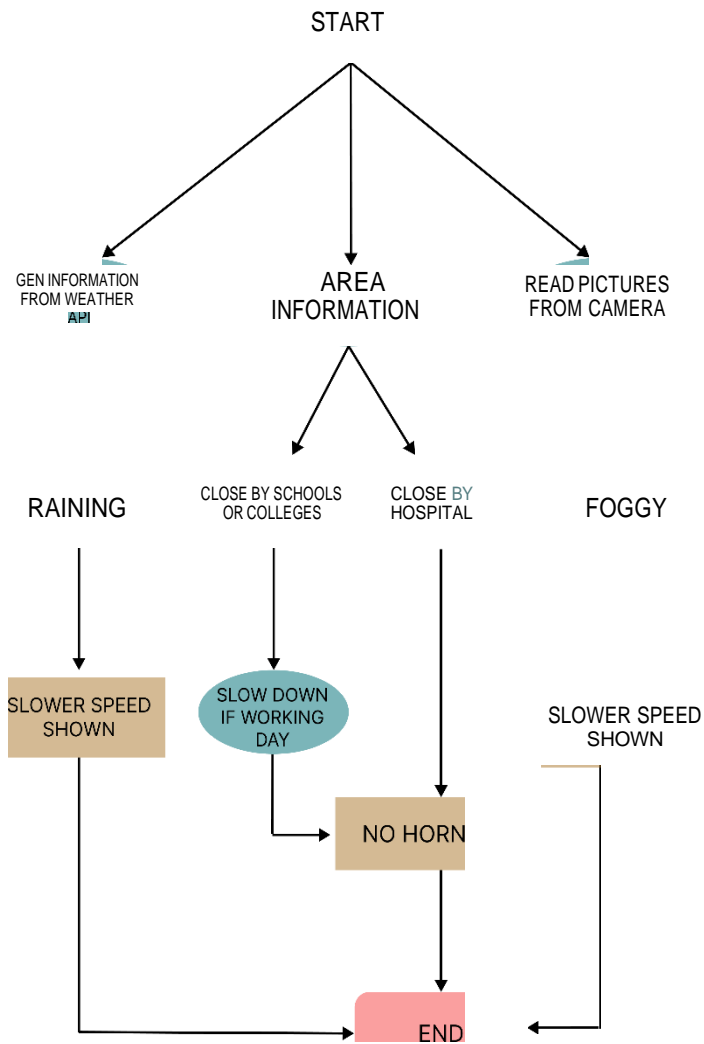 START
GEN INFORMATION
FROM WEATHER
API
AREA
INFORMATION
READ PICTURES
FROM CAMERA
RAINING
CLOSE BY SCHOOLS
OR COLLEGES
CLOSE BY
HOSPITAL
FOGGY
SLOWER SPEED
SHOWN
SLOW DOWN
IF WORKING
DAY
SLOWER SPEED
SHOWN
NO HORN
END